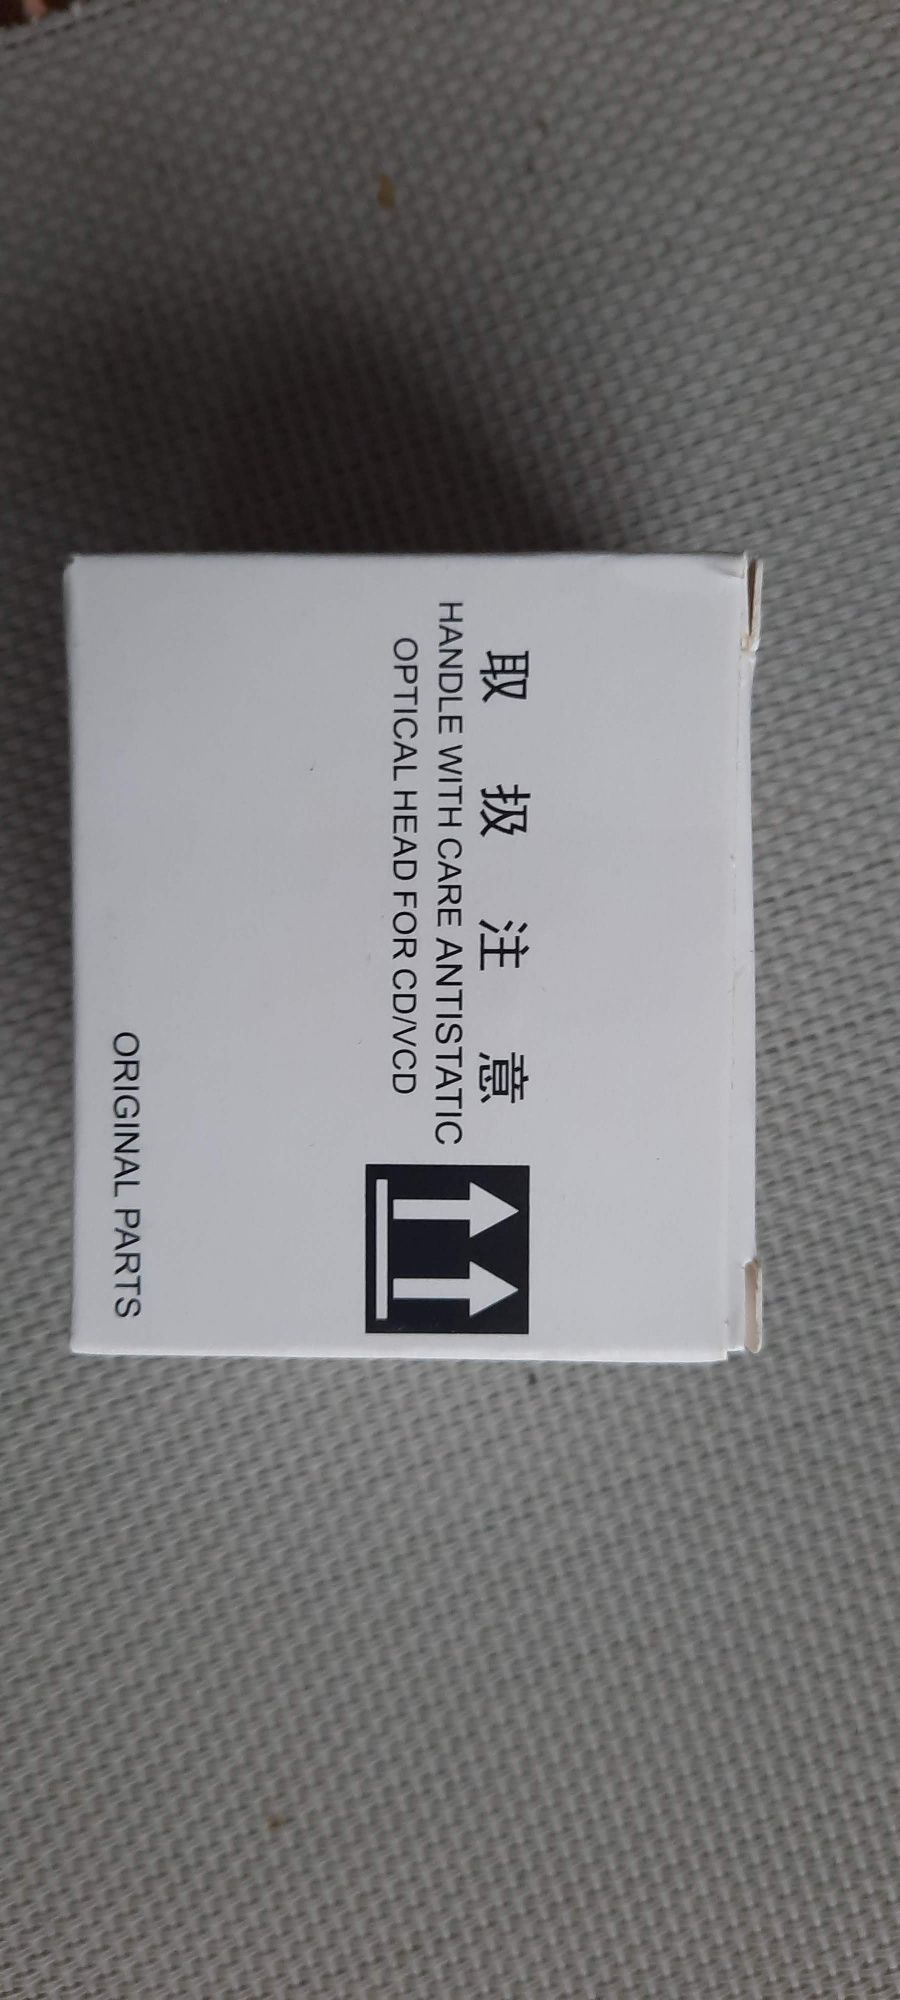 取扱注意
HANDLE WITH CARE ANTISTATIC
OPTICAL HEAD FOR CD/VCD
ORIGINAL PARTS